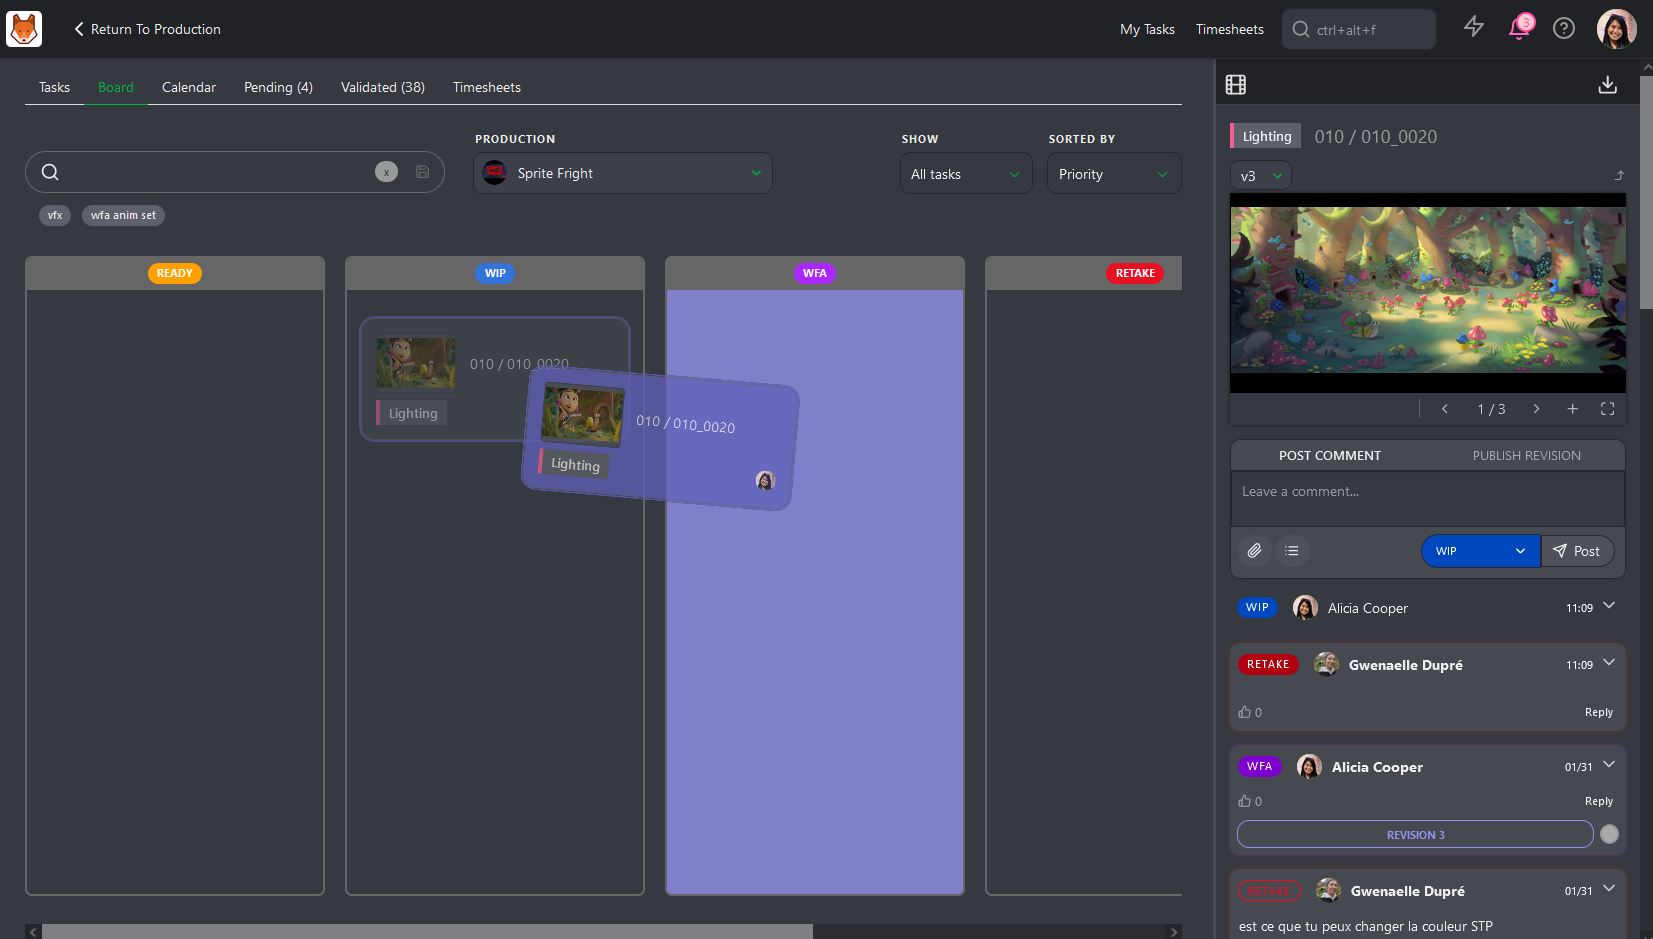 Return To Production
My Tasks
Timesheets
ctrl+alt+f
3
Tasks
Board
Calendar
Pending (4)
Validated (38)
Timesheets
PRODUCTION
SHOW
SORTED BY
x
Sprite Fright
All tasks
Priority
vfx
wfa anim set
READY
WIP
WFA
RETAKE
010 / 010_0020
Lighting
010 / 010_0020
Lighting
Lighting
010 / 010_0020
v3
1 / 3
POST COMMENT
PUBLISH REVISION
Leave a comment...
WIP
Post
WIP
Alicia Cooper
11:09
RETAKE
Gwenaelle Dupré
11:09
0
Reply
WFA
Alicia Cooper
01/31
0
Reply
REVISION 3
RETAKE
Gwenaelle Dupré
01/31
est ce que tu peux changer la couleur STP